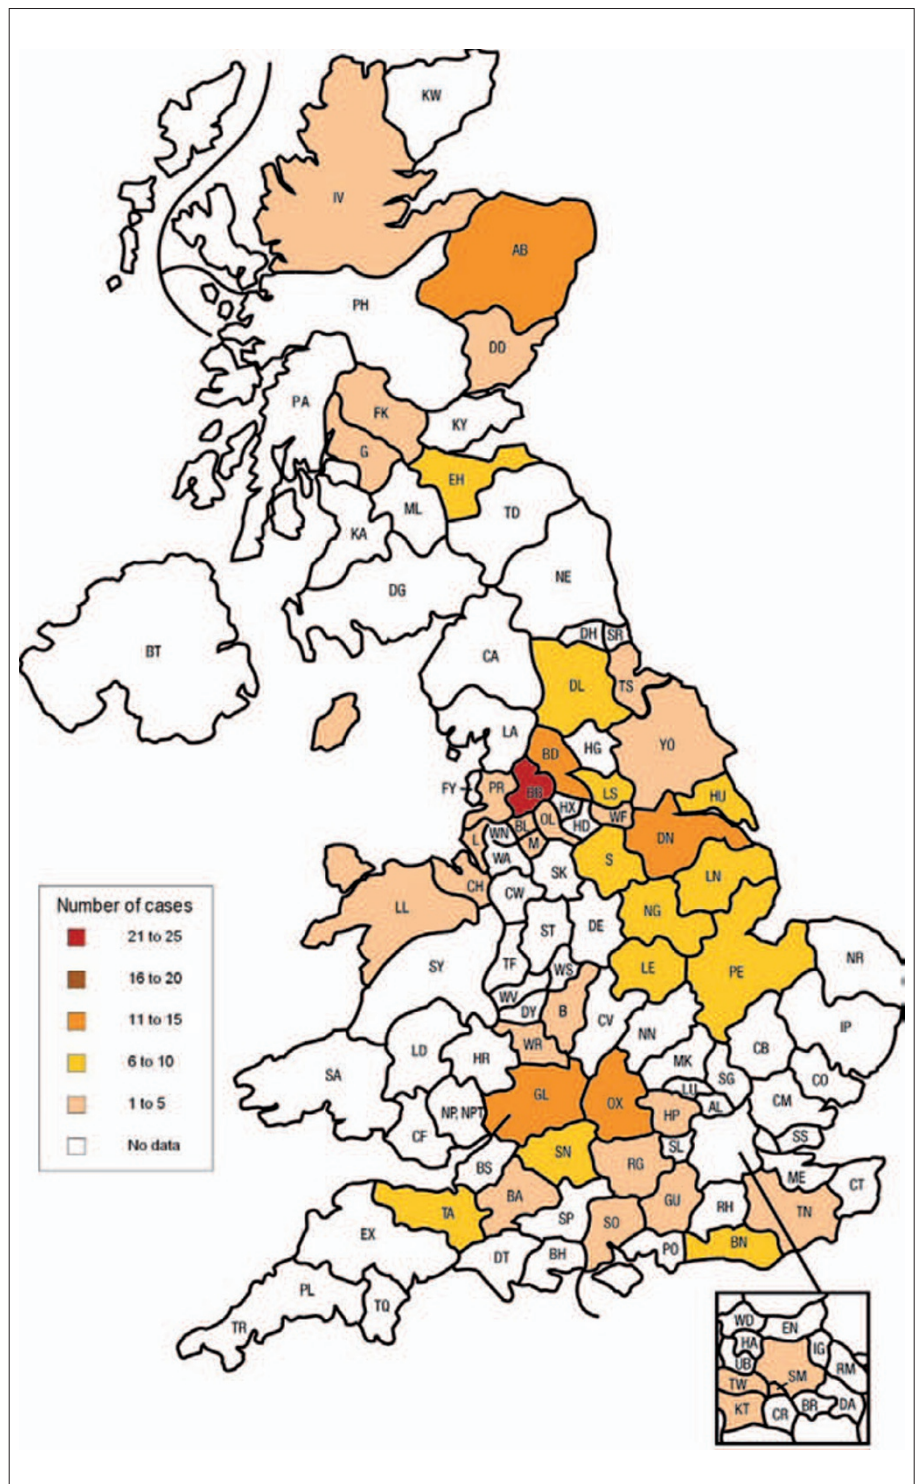 KW
IV
AB
PH
DD
PA
FK
KY
G
EH
ML
TD
KA
NE
DG
DH
SR
BT
CA
DL
TS
LA
BD
HG
YO
FY
PR
BB
LS
HU
HX
BL
OL
WF
L
WN
HD
DN
M
WA
S
SK
LN
CH
CW
LL
NG
DE
ST
NR
SY
TF
WS
LE
PE
WV
DY
B
CV
IP
NN
WR
CB
LD
HR
MK
SG
SA
LU
CO
GL
OX
AL
CM
NP, NPT
HP
CF
SL
SS
SN
BS
RG
ME
CT
BA
GU
RH
TN
TA
SP
SO
EX
PO
BN
DT
BH
PL
TQ
TR
Number of cases
21 to 25
16 to 20
11 to 15
6 to 10
1 to 5
No data
WD
EN
HA
IG
UB
RM
SM
TW
KT
CR
BR
DA